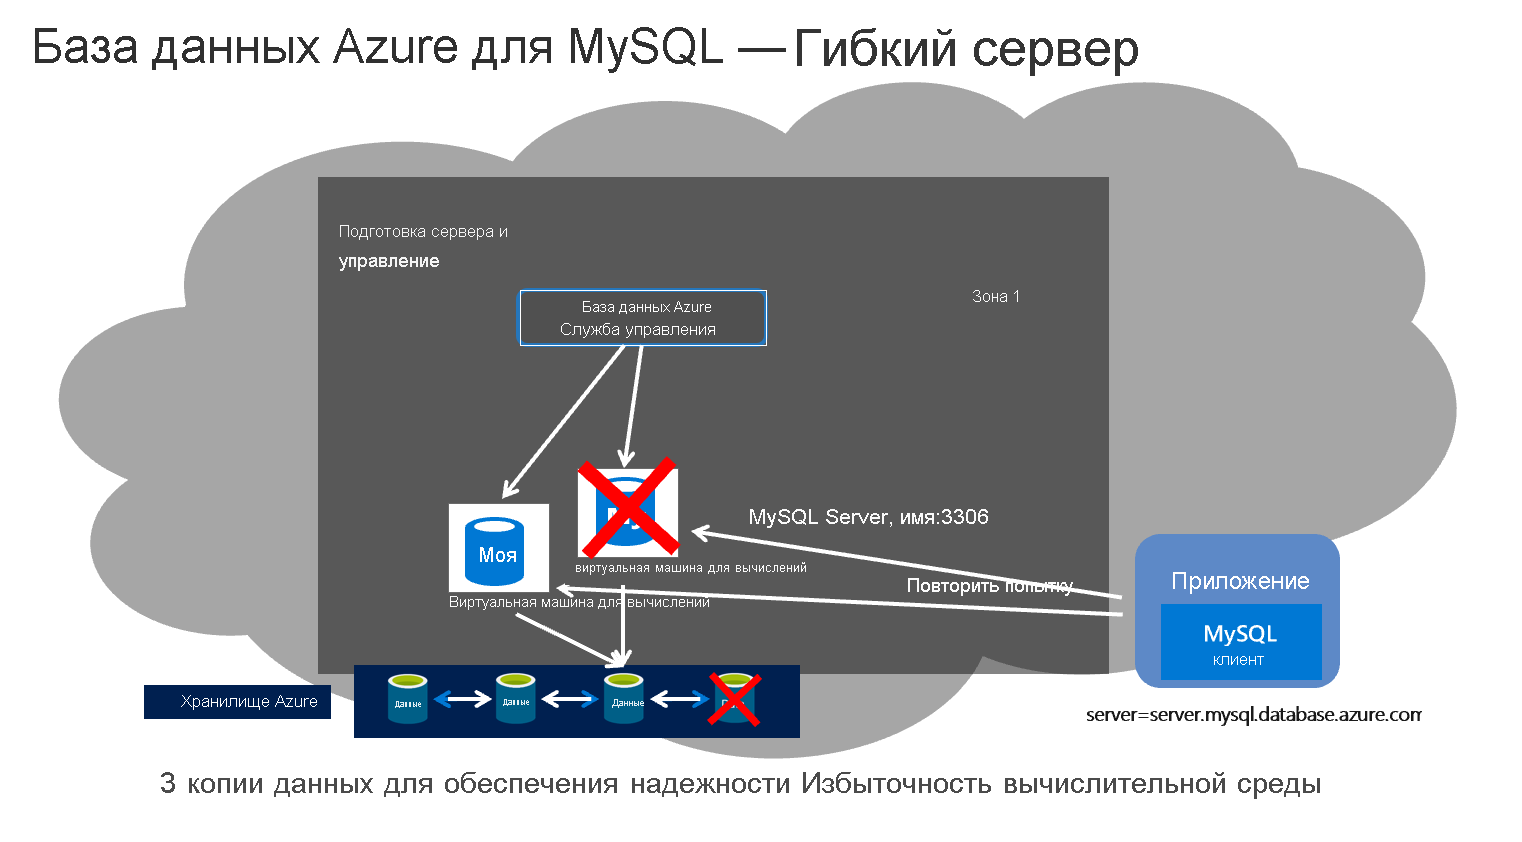 База данных Azure для MySQL — Гибкий сервер
Подготовка сервера и
управление
Зона 1
База данных Azure
Служба управления
MySQL Server, имя:3306
Моя
виртуальная машина для вычислений
Повторить попытку
Виртуальная машина для вычислений
Приложение
MySQL
клиент
Хранилище Azure
Данные
Данные
Данные
server=server.mysql.database.azure.com
3 копии данных для обеспечения надежности Избыточность вычислительной среды